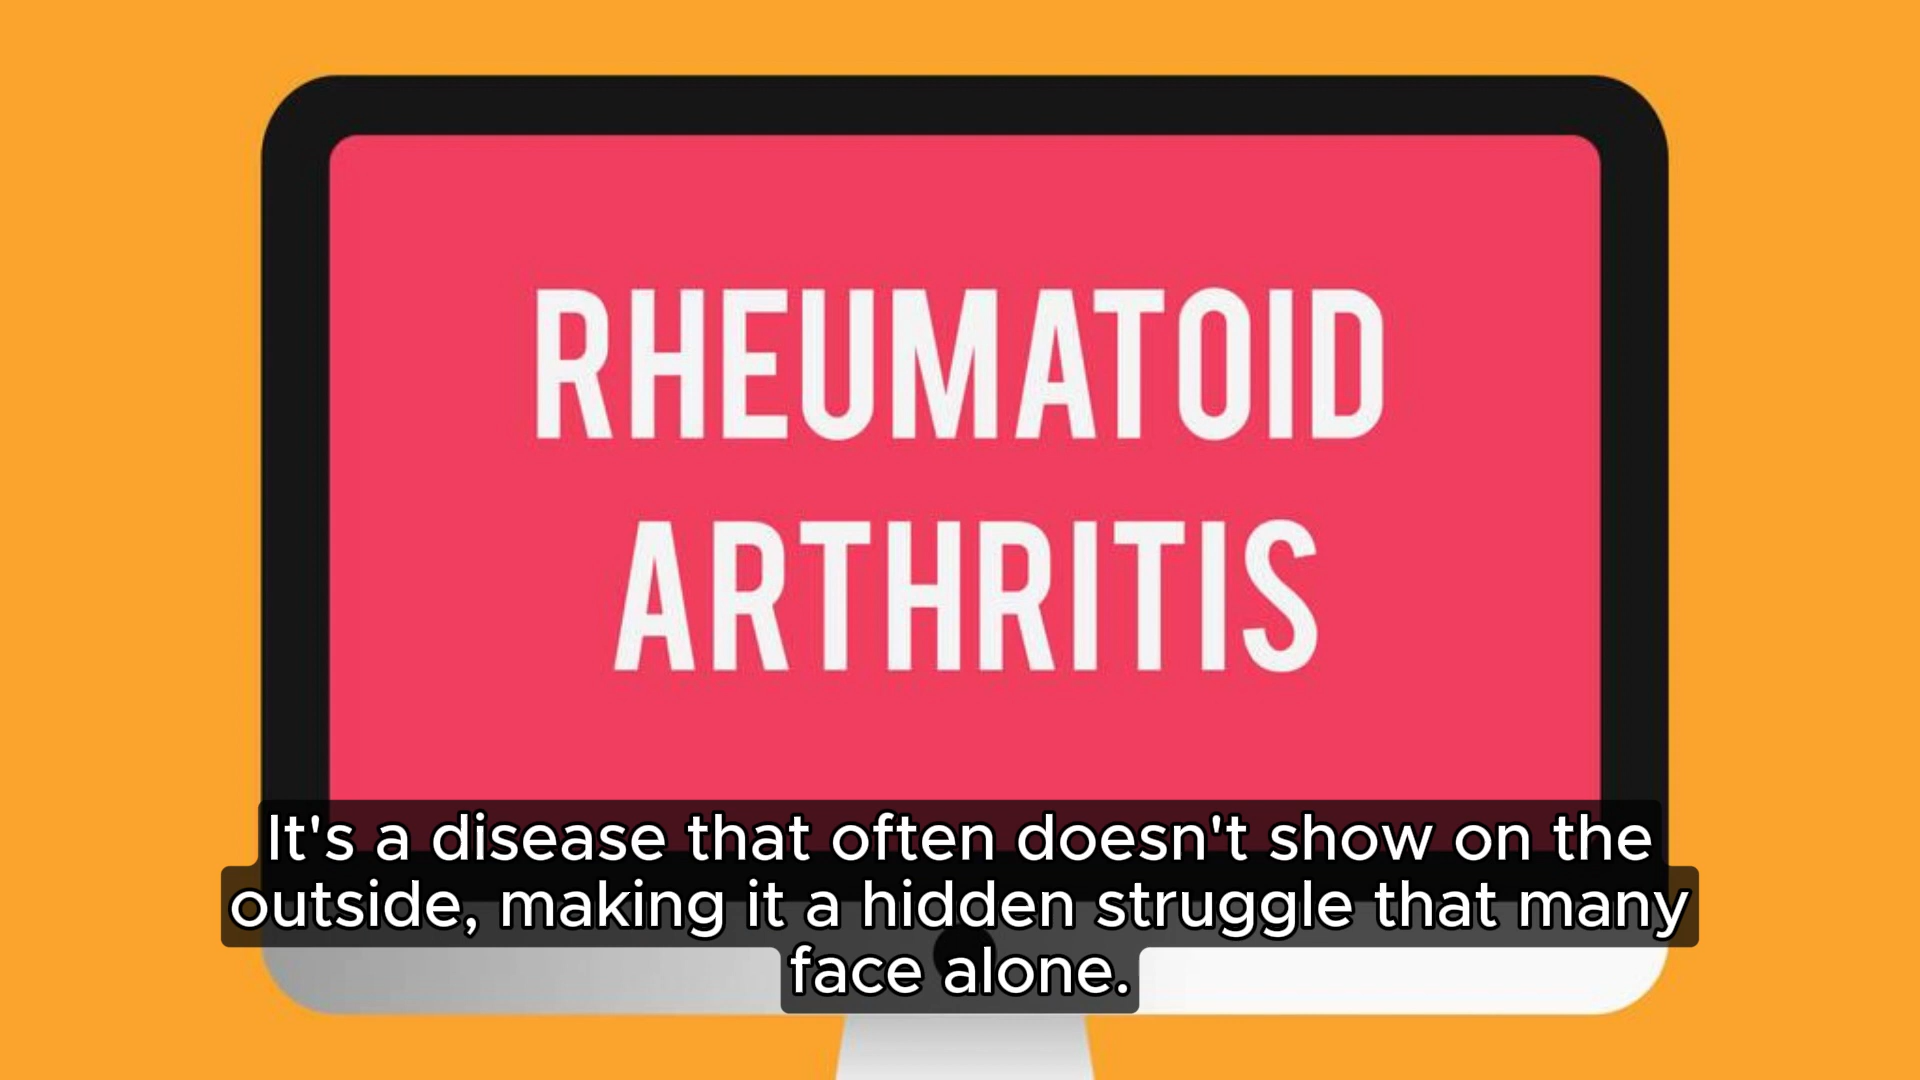 RHEUMATOID
ARTHRITIS
It's a disease that often doesn't show on the
outside, making it a hidden struggle that many
face alone.